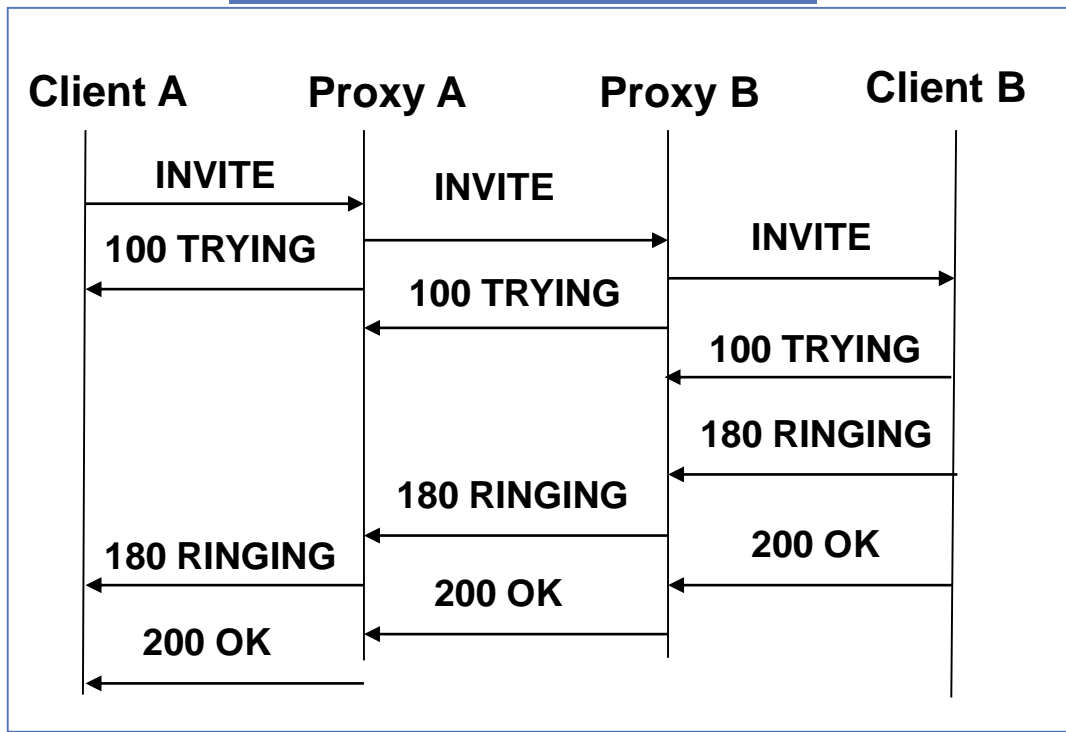 Client A
Proxy A
Proxy B
Client B
INVITE
INVITE
INVITE
100 TRYING
100 TRYING
100 TRYING
180 RINGING
180 RINGING
180 RINGING
200 OK
200 OK
200 OK